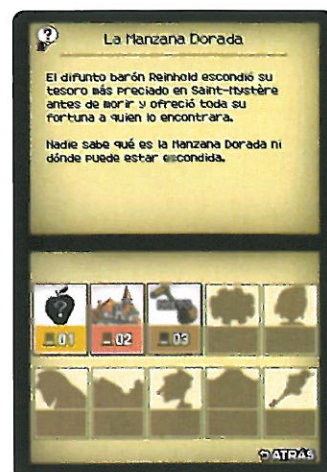 La Manzana Dorada
El difunto barón Reinhold escondió su
tesoro más preciado en Saint-Mystère
antes de morir y ofreció toda su
fortuna a quien lo encontrara.
Nadie sabe qué es la Manzana Dorada ni
dónde puede estar escondida.
01 02 03
ATRÁS